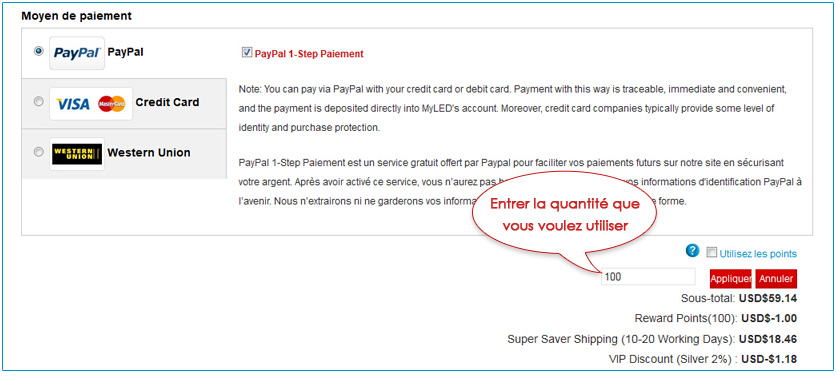 Moyen de paiement
PayPal PayPal
PayPal 1-Step Paiement
VISA MasterCard Credit Card
WESTERN UNION Western Union
Note: You can pay via PayPal with your credit card or debit card. Payment with this way is traceable, immediate and convenient,
and the payment is deposited directly into MyLED's account. Moreover, credit card companies typically provide some level of
identity and purchase protection.
PayPal 1-Step Paiement est un service gratuit offert par Paypal pour faciliter vos paiements futurs sur notre site en sécurisant
votre argent. Après avoir activé ce service, vous n'aurez pas vos informations d'identification PayPal à
l'avenir. Nous n'extrairons ni ne garderons vos forme.
Entrer la quantité que
vous voulez utiliser
? Utilisez les points
100 Appliquer Annuler
Sous-total: USD$59.14
Reward Points(100): USD$-1.00
Super Saver Shipping (10-20 Working Days): USD$18.46
VIP Discount (Silver 2%) : USD-$1.18